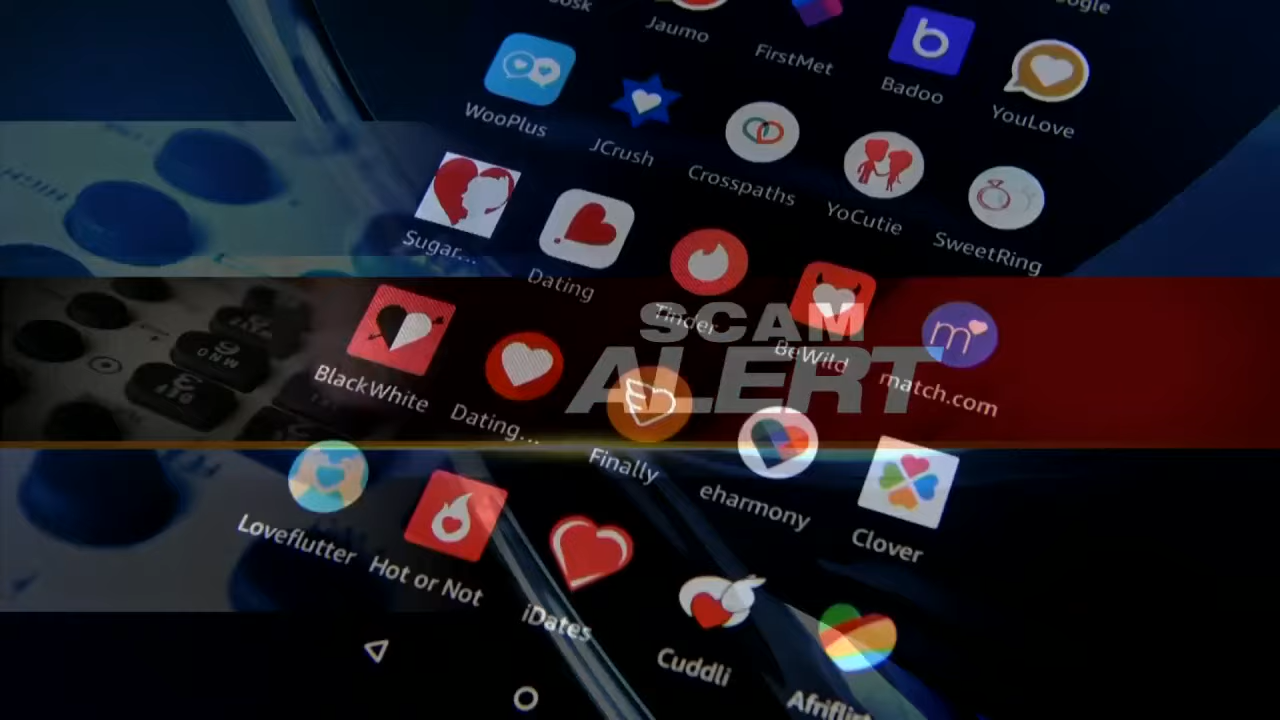 Jaumo
FirstMet
Badoo
YouLove
WooPlus
JCrush
Crosspaths
YoCutie
SweetRing
Sugar...
Dating
Tinder
BeWild
match.com
SCAM
ALERT
BlackWhite
Dating...
Finally
eharmony
Clover
Loveflutter
Hot or Not
iDates
Cuddli
Afriflirt